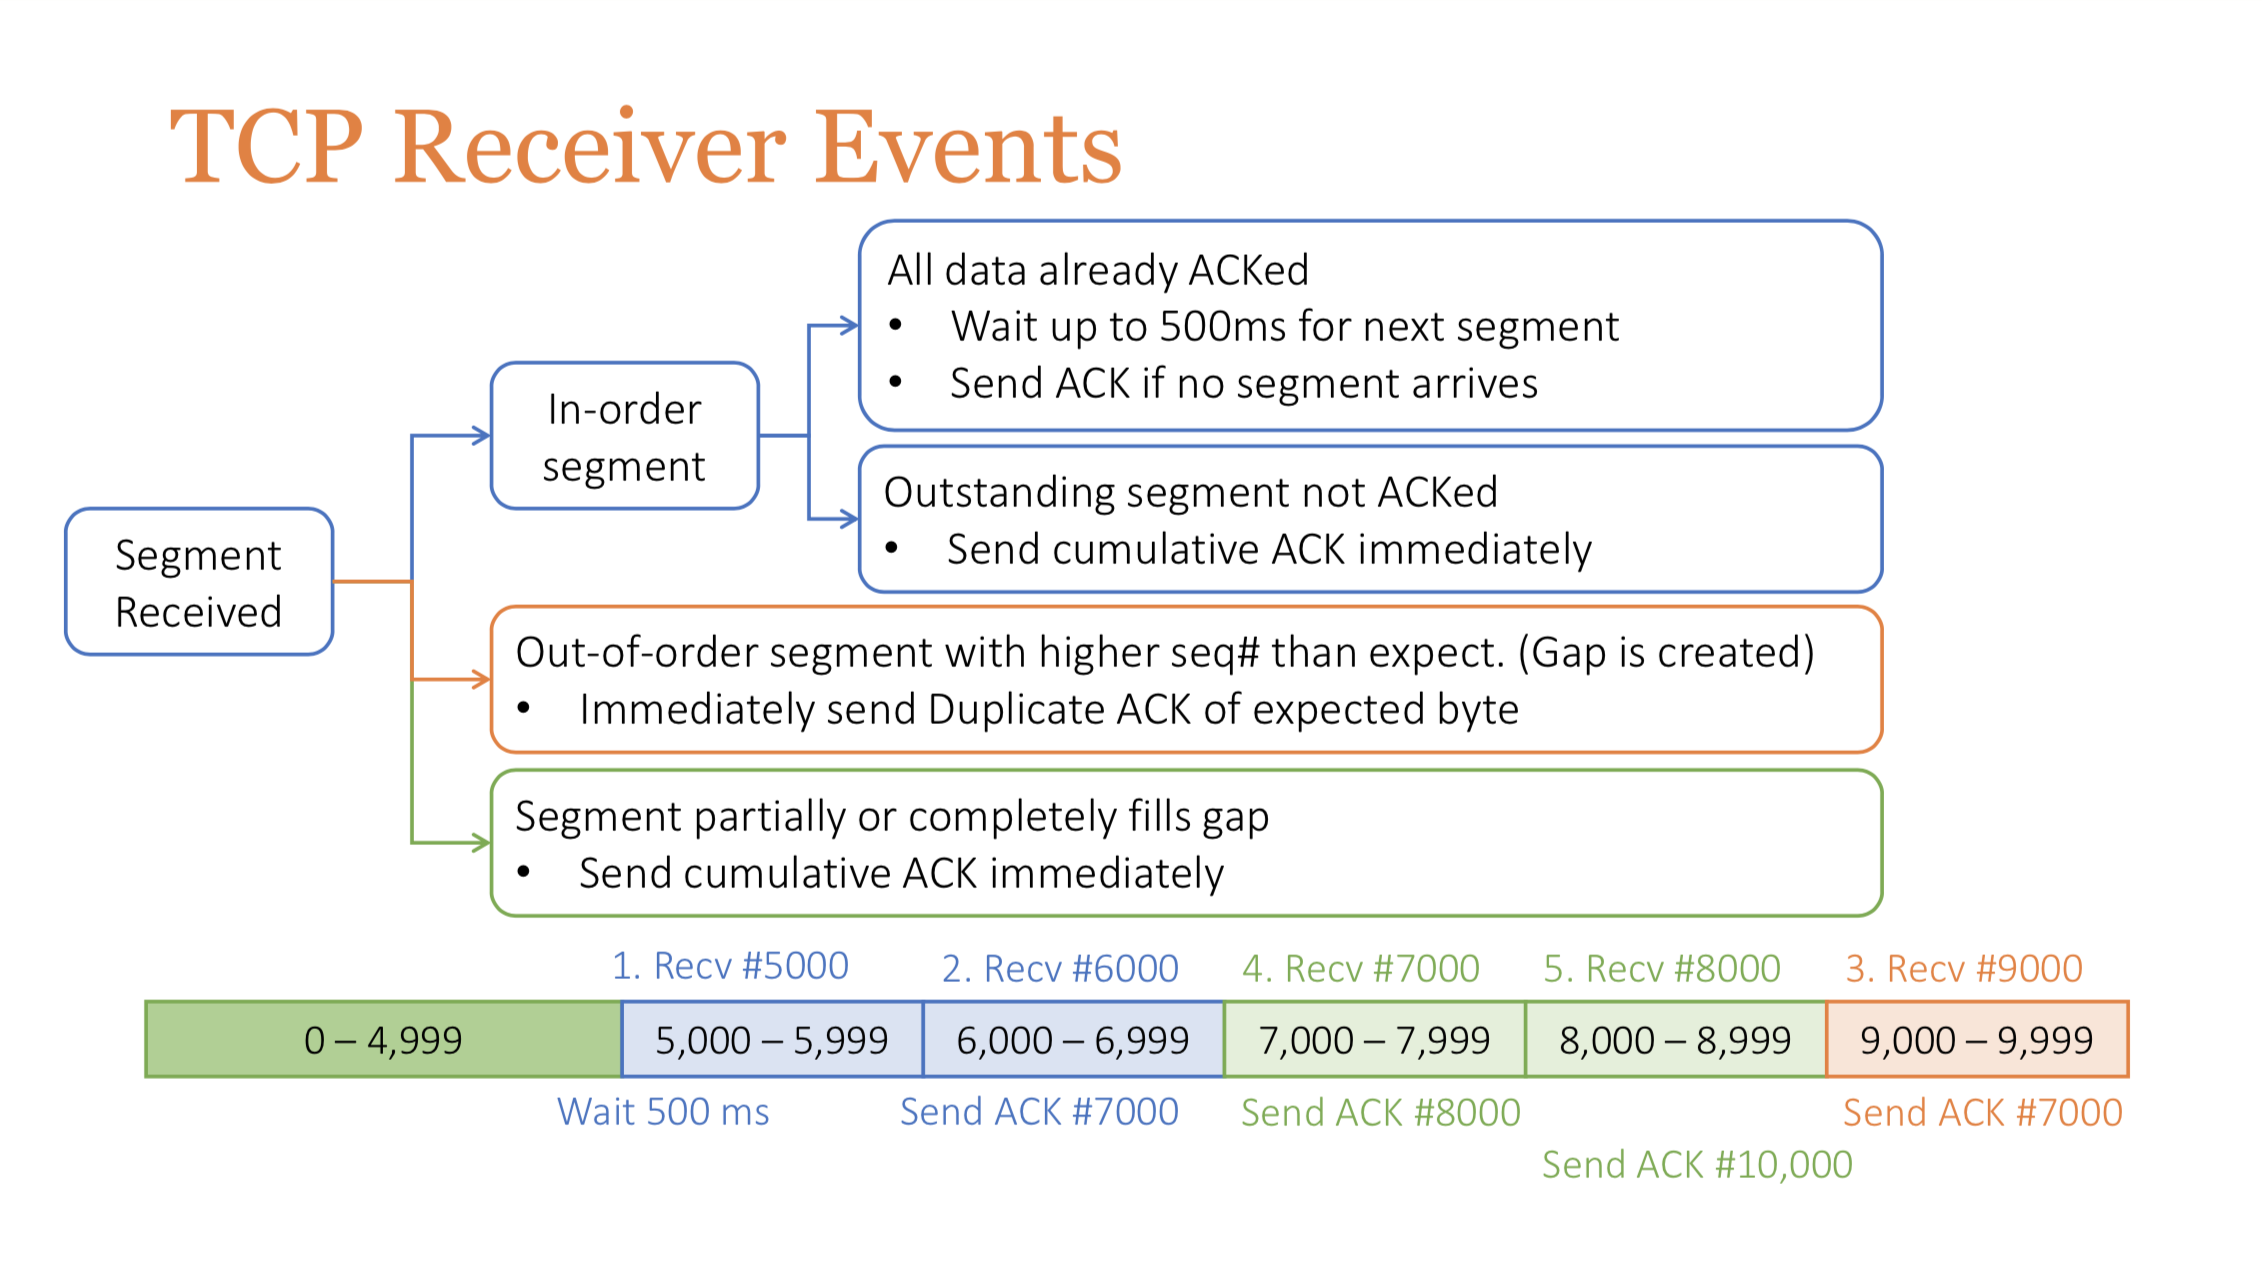 TCP Receiver Events
All data already ACKed
• Wait up to 500ms for next segment
• Send ACK if no segment arrives
In-order
segment
Outstanding segment not ACKed
• Send cumulative ACK immediately
Segment
Received
Out-of-order segment with higher seq# than expect. (Gap is created)
• Immediately send Duplicate ACK of expected byte
Segment partially or completely fills gap
• Send cumulative ACK immediately
1. Recv #5000
2. Recv #6000
4. Recv #7000
5. Recv #8000
3. Recv #9000
0 – 4,999
5,000 – 5,999
6,000 – 6,999
7,000 – 7,999
8,000 – 8,999
9,000 – 9,999
Wait 500 ms
Send ACK #7000
Send ACK #8000
Send ACK #7000
Send ACK #10,000